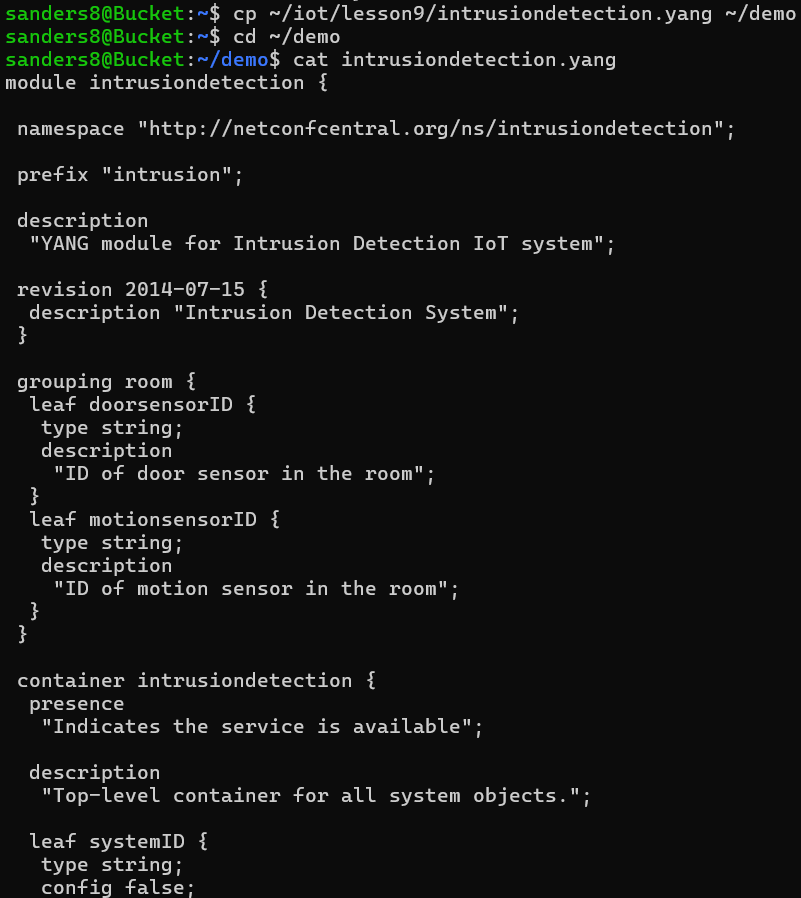 sanders8@Bucket:~$ cp ~/iot/lesson9/intrusiondetection.yang ~/demo
sanders8@Bucket:~$ cd ~/demo
sanders8@Bucket:~/demo$ cat intrusiondetection.yang
module intrusiondetection {

 namespace "http://netconfcentral.org/ns/intrusiondetection";

 prefix "intrusion";

 description
  "YANG module for Intrusion Detection IoT system";

 revision 2014-07-15 {
  description "Intrusion Detection System";
 }

 grouping room {
  leaf doorsensorID {
   type string;
   description
    "ID of door sensor in the room";
  }
  leaf motionsensorID {
   type string;
   description
    "ID of motion sensor in the room";
  }
 }

 container intrusiondetection {
  presence
   "Indicates the service is available";

  description
   "Top-level container for all system objects.";

  leaf systemID {
   type string;
   config false;